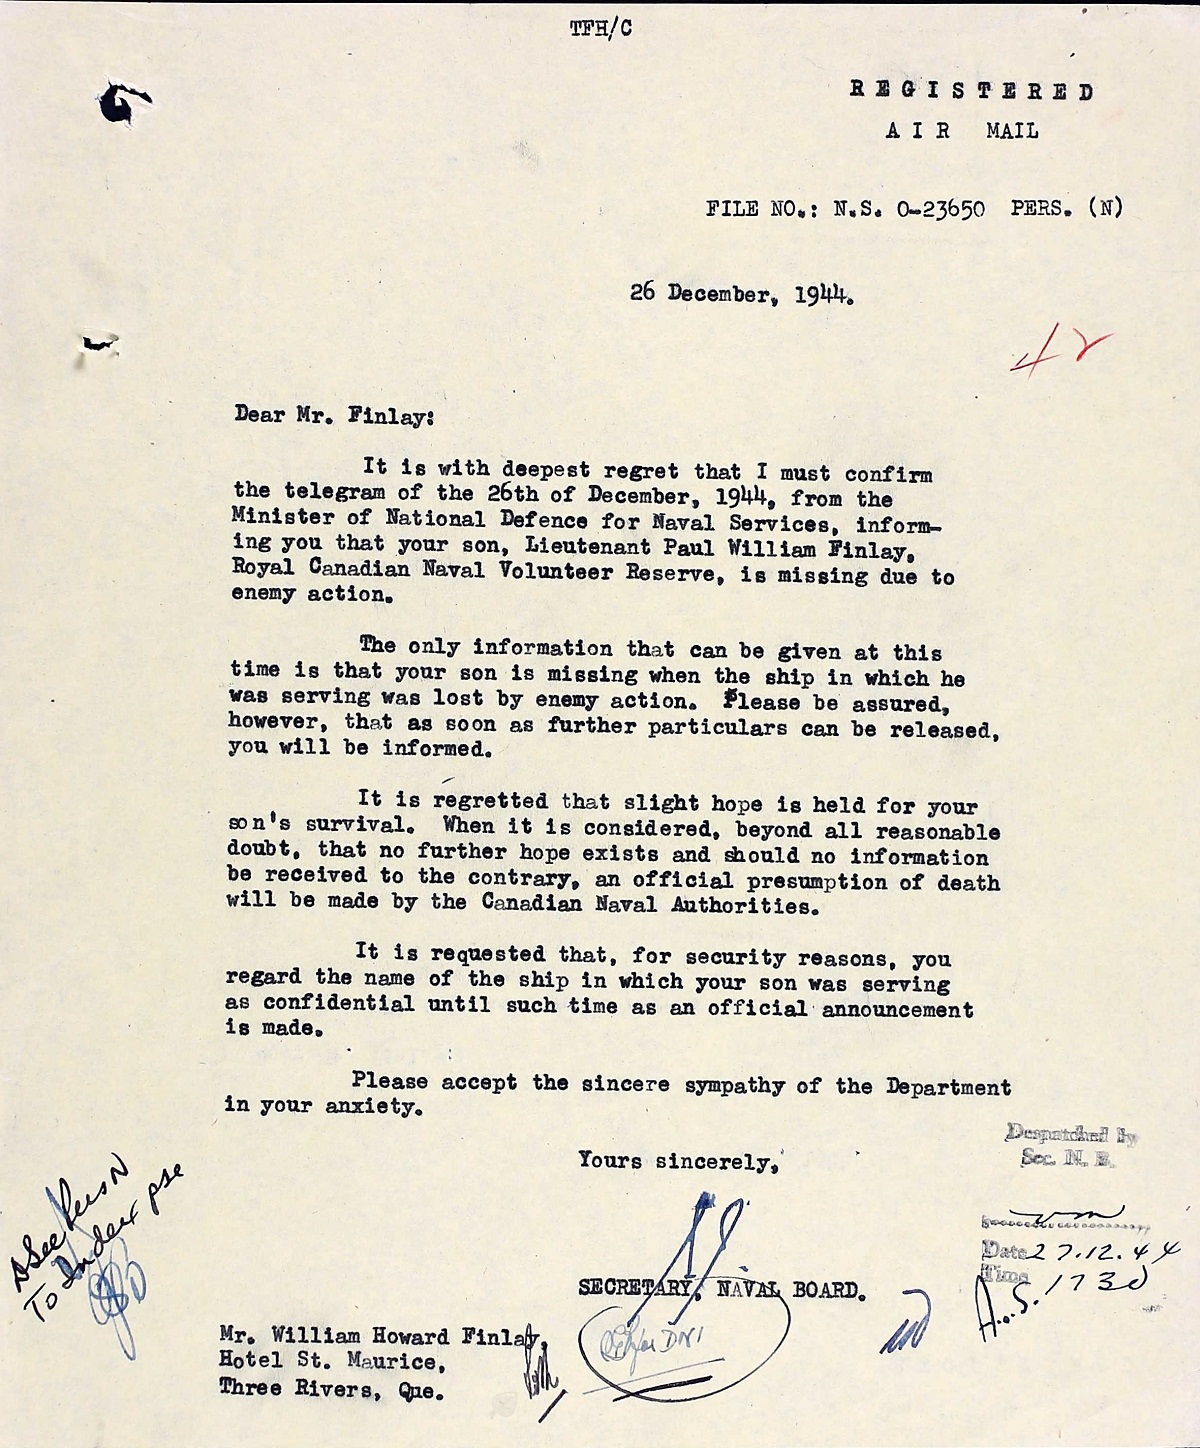 TFH/C
REGISTERED
AIR MAIL
FILE NO.: N.S. O-23650 PERS. (N)
26 December, 1944.
42
Dear Mr. Finlay:
It is with deepest regret that I must confirm
the telegram of the 26th of December, 1944, from the
Minister of National Defence for Naval Services, inform-
ing you that your son, Lieutenant Paul William Finlay,
Royal Canadian Naval Volunteer Reserve, is missing due to
enemy action.
The only information that can be given at this
time is that your son is missing when the ship in which he
was serving was lost by enemy action. Please be assured,
however, that as soon as further particulars can be released,
you will be informed.
It is regretted that slight hope is held for your
son's survival. When it is considered, beyond all reasonable
doubt, that no further hope exists and should no information
be received to the contrary, an official presumption of death
will be made by the Canadian Naval Authorities.
It is requested that, for security reasons, you
regard the name of the ship in which your son was serving
as confidential until such time as an official announcement
is made.
Please accept the sincere sympathy of the Department
in your anxiety.
Yours sincerely,
Despatched by
Sec. N. B.
Date 27.12.44
Time 1730
SECRETARY, NAVAL BOARD.
To Index pse
for DNI
Mr. William Howard Finlay,
Hotel St. Maurice,
Three Rivers, Que.